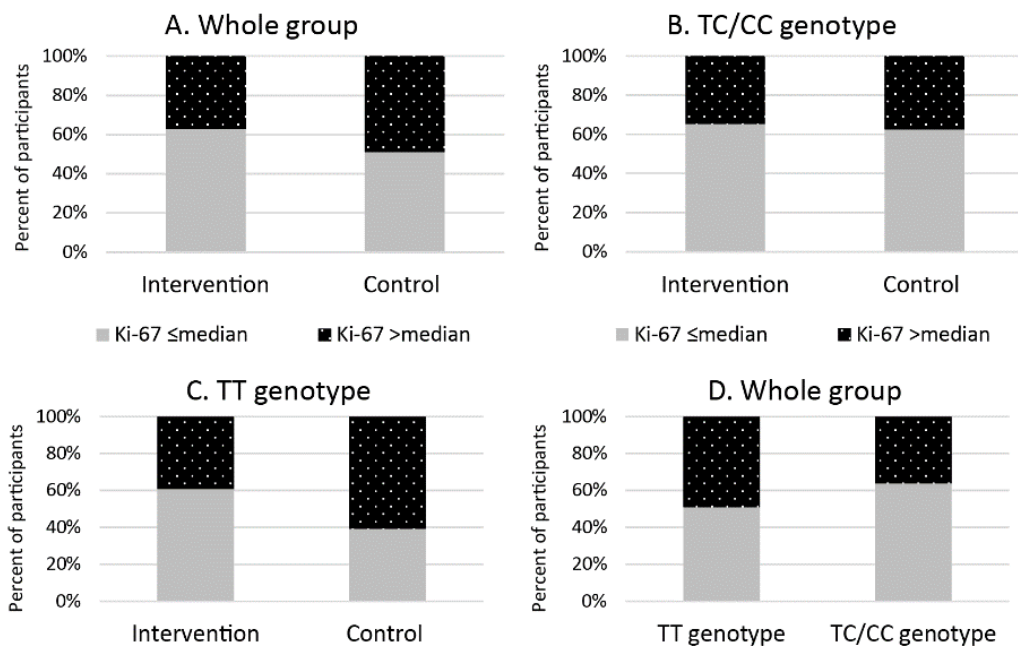 A. Whole group
Percent of participants
100%
80%
60%
40%
20%
0%
Intervention Control
Ki-67 ≤median Ki-67 >median
B. TC/CC genotype
Percent of participants
100%
80%
60%
40%
20%
0%
Intervention Control
Ki-67 ≤median Ki-67 >median
C. TT genotype
Percent of participants
100%
80%
60%
40%
20%
0%
Intervention Control
D. Whole group
Percent of participants
100%
80%
60%
40%
20%
0%
TT genotype TC/CC genotype